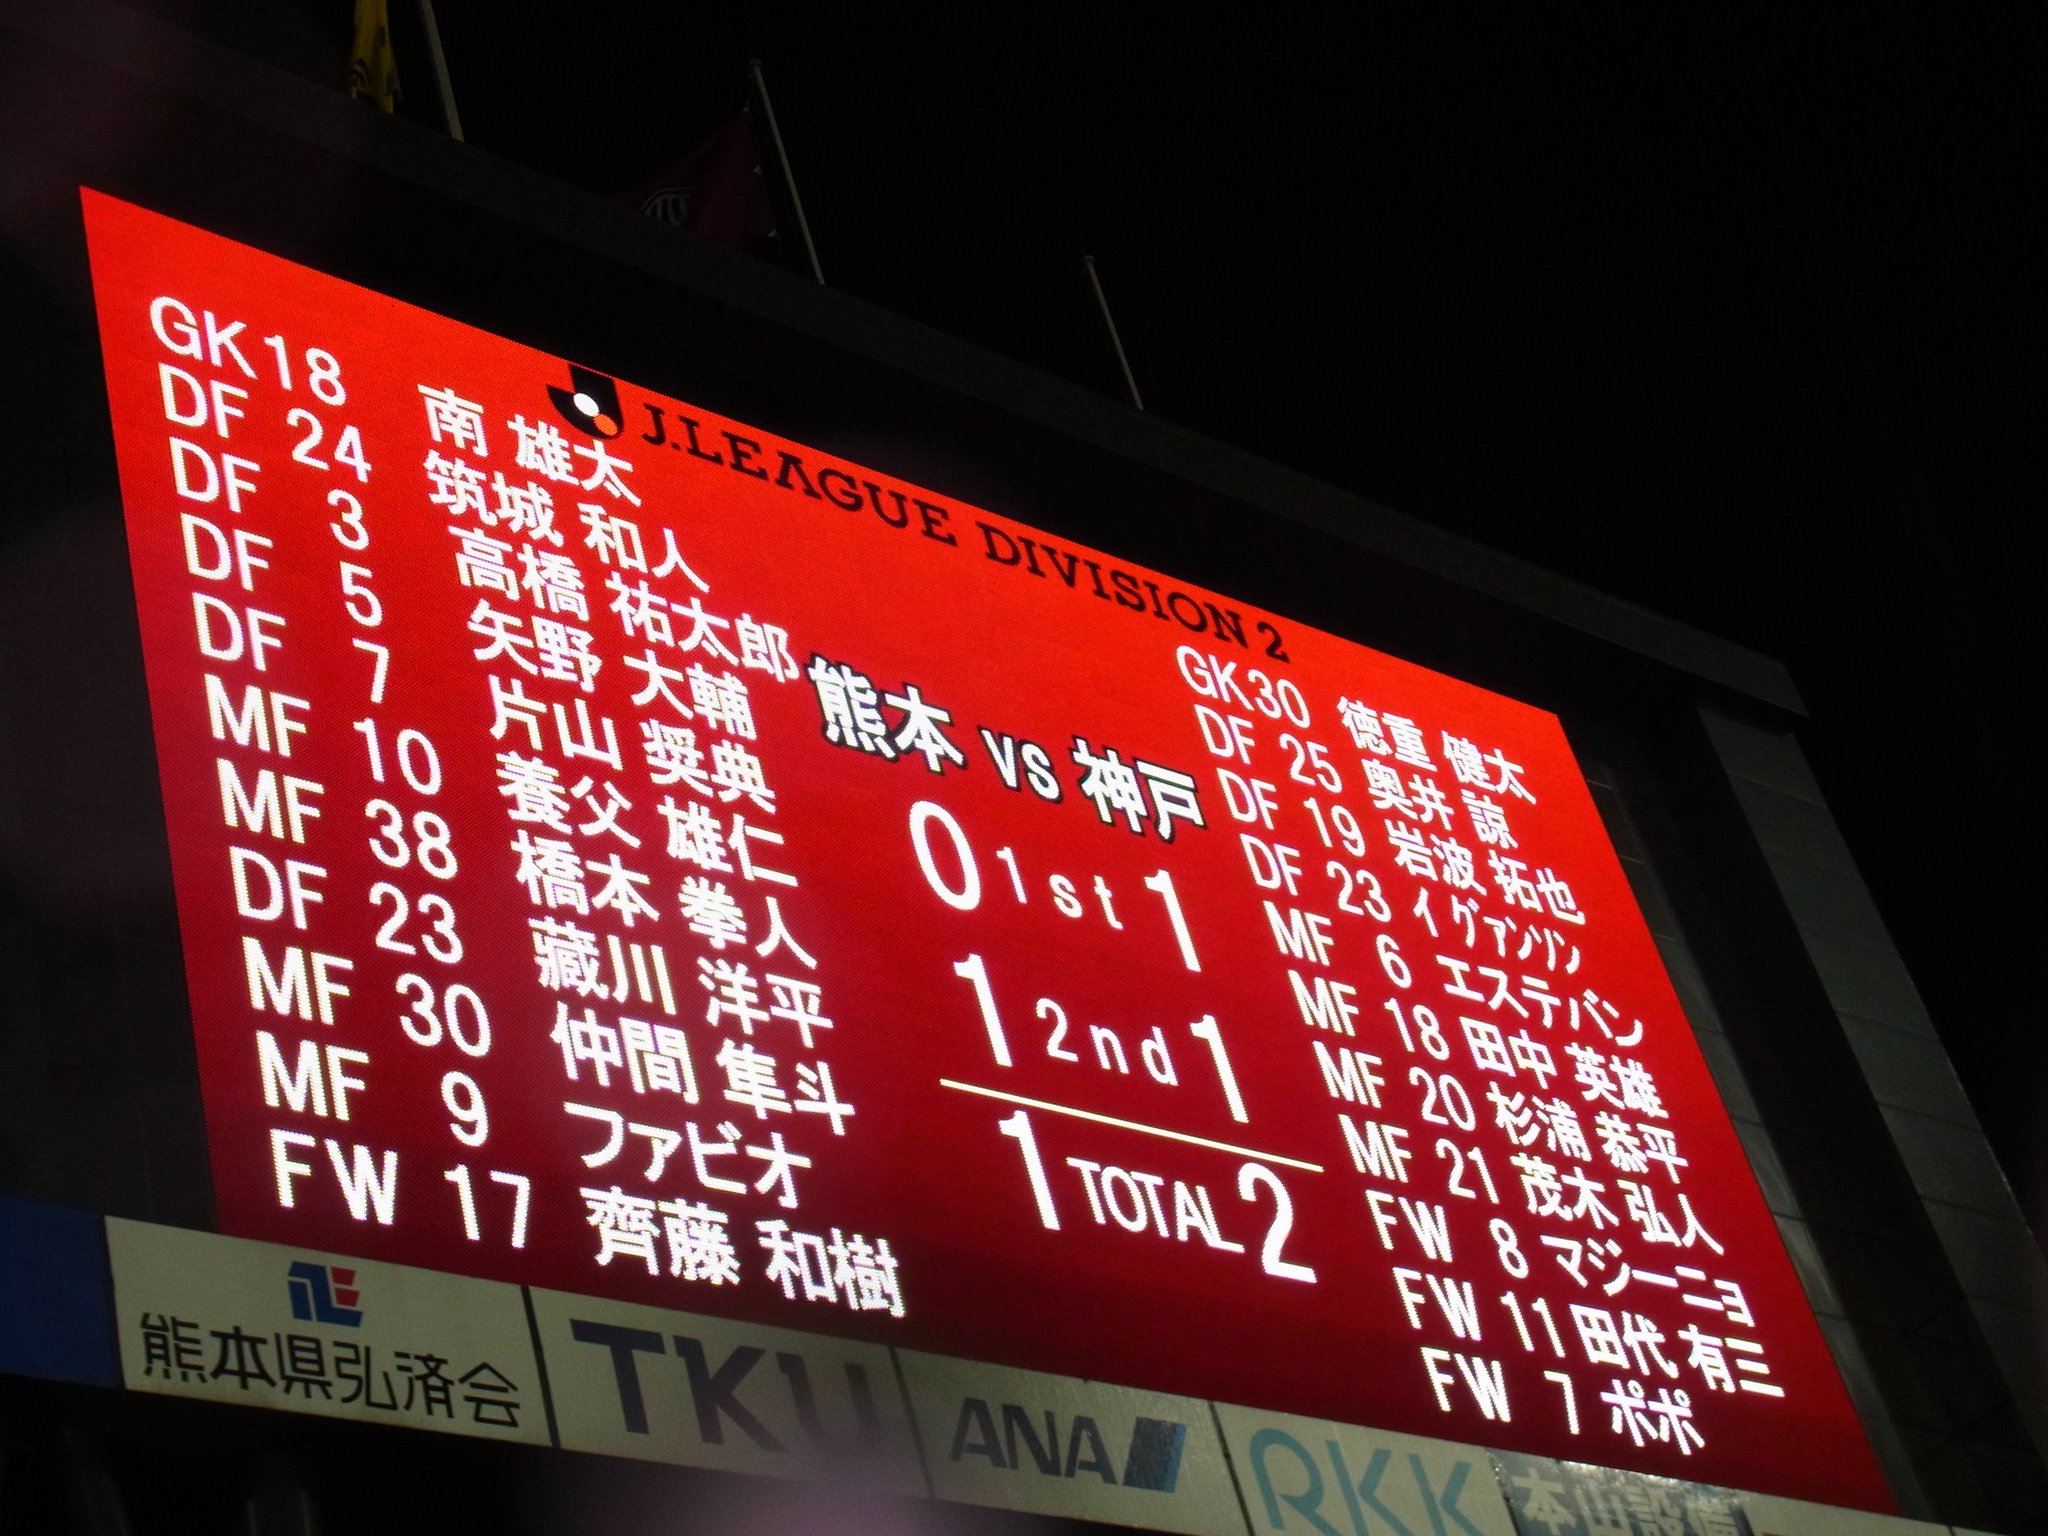 J.LEAGUE DIVISION 2
GK 18 南 雄太
DF 24 筑城 和人
DF 3 高橋 祐太郎
DF 5 矢野 大輔
DF 7 片山 奨典
MF 10 養父 雄仁
MF 38 橋本 拳人
DF 23 藏川 洋平
MF 30 仲間 隼斗
MF 9 ファビオ
FW 17 齊藤 和樹
熊本 VS 神戸
0 1st 1
1 2nd 1
1 TOTAL 2
GK 30 徳重 健太
DF 25 奥井 諒
DF 19 岩波 拓也
DF 23 イグァンソン
MF 6 エステバン
MF 18 田中 英雄
MF 20 杉浦 恭平
MF 21 茂木 弘人
FW 8 マジーニョ
FW 11 田代 有三
FW 7 ポポ
熊本県弘済会
TKU
ANA
RKK
本山設備